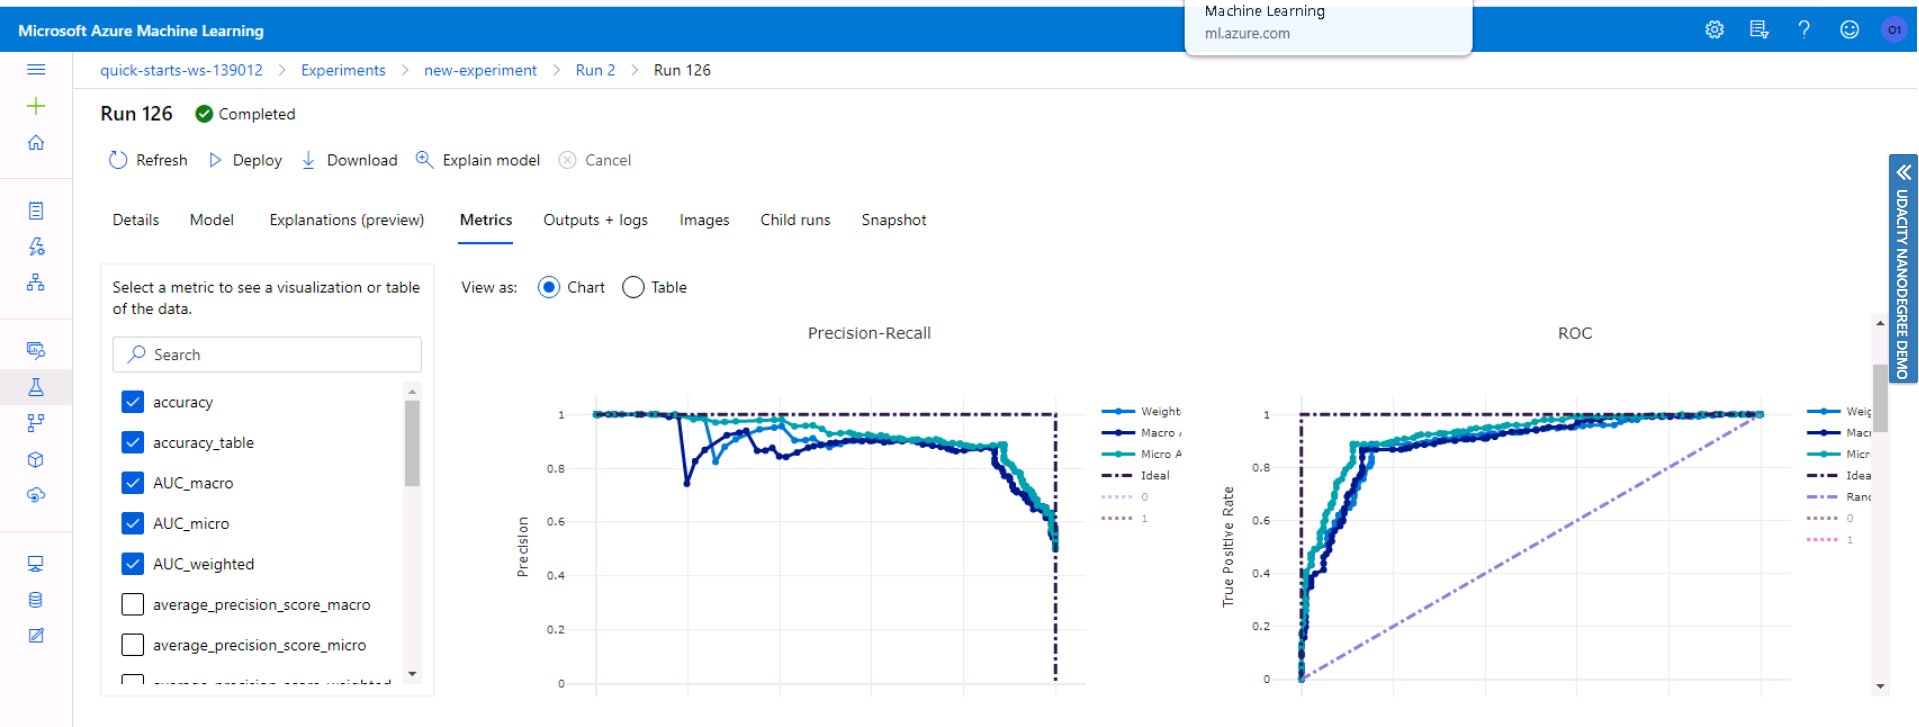 Machine Learning
ml.azure.com
Microsoft Azure Machine Learning
O1
quick-starts-ws-139012 > Experiments > new-experiment > Run 2 > Run 126
Run 126 Completed
Refresh Deploy Download Explain model Cancel
Details Model Explanations (preview) Metrics Outputs + logs Images Child runs Snapshot
Select a metric to see a visualization or table
of the data.
Search
accuracy
accuracy_table
AUC_macro
AUC_micro
AUC_weighted
average_precision_score_macro
average_precision_score_micro
View as: Chart Table
Precision-Recall
Precision
1
0.8
0.6
0.4
0.2
0
Weight
Macro A
Micro A
Ideal
0
1
ROC
True Positive Rate
1
0.8
0.6
0.4
0.2
0
Weig
Macr
Micr
Idea
Rand
0
1
UDACITY NANODEGREE DEMO